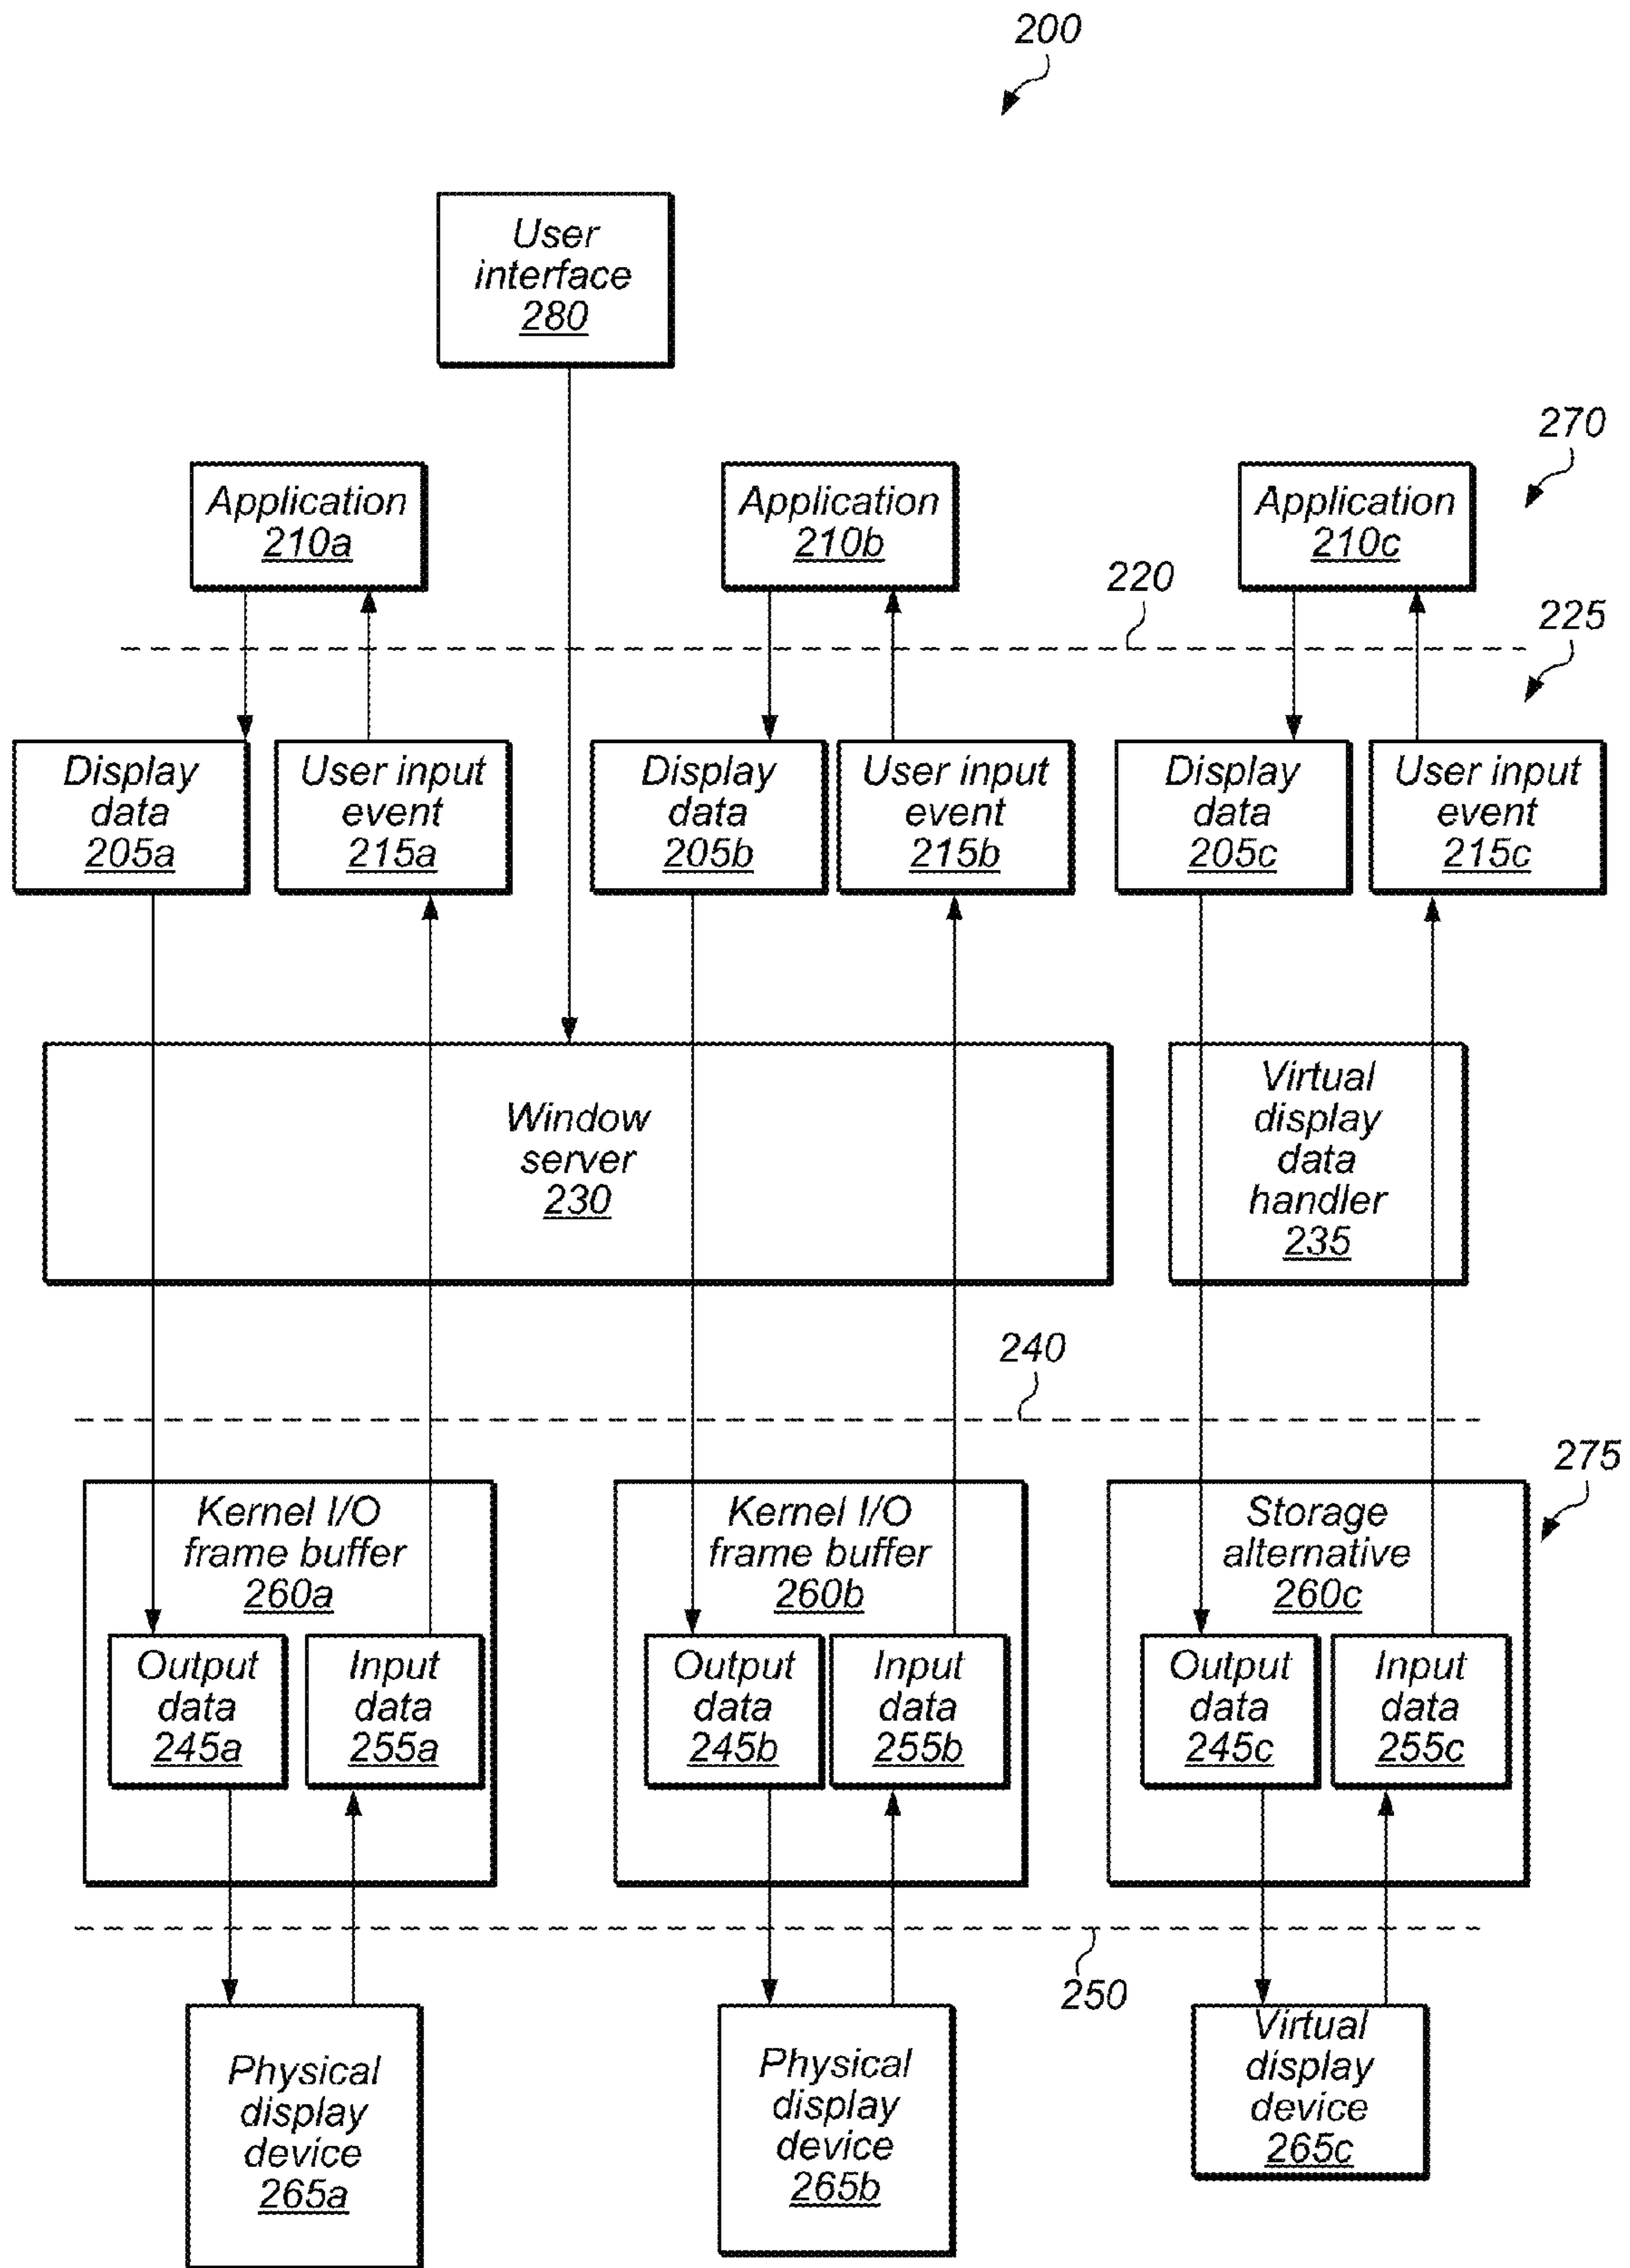 200
User
interface
280
270
Application
210a
Application
210b
Application
210c
220
225
Display
data
205a
User input
event
215a
Display
data
205b
User input
event
215b
Display
data
205c
User input
event
215c
Window
server
230
Virtual
display
data
handler
235
240
275
Kernel I/O
frame buffer
260a
Kernel I/O
frame buffer
260b
Storage
alternative
260c
Output
data
245a
Input
data
255a
Output
data
245b
Input
data
255b
Output
data
245c
Input
data
255c
250
Physical
display
device
265a
Physical
display
device
265b
Virtual
display
device
265c